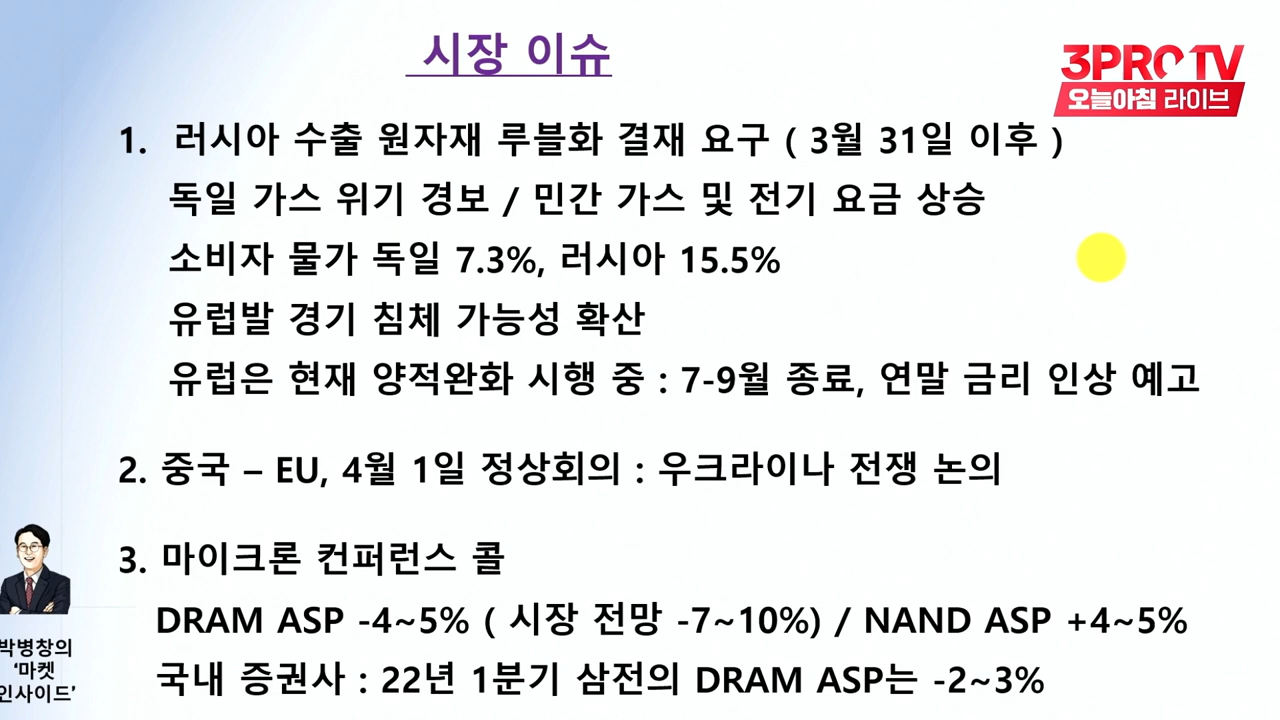 시장 이슈
3PROTV
오늘아침 라이브
1. 러시아 수출 원자재 루블화 결재 요구 ( 3월 31일 이후 )
독일 가스 위기 경보 / 민간 가스 및 전기 요금 상승
소비자 물가 독일 7.3%, 러시아 15.5%
유럽발 경기 침체 가능성 확산
유럽은 현재 양적완화 시행 중 : 7-9월 종료, 연말 금리 인상 예고
2. 중국 – EU, 4월 1일 정상회의 : 우크라이나 전쟁 논의
3. 마이크론 컨퍼런스 콜
DRAM ASP -4~5% ( 시장 전망 -7~10%) / NAND ASP +4~5%
국내 증권사 : 22년 1분기 삼전의 DRAM ASP는 -2~3%
박병창의
‘마켓
인사이드’